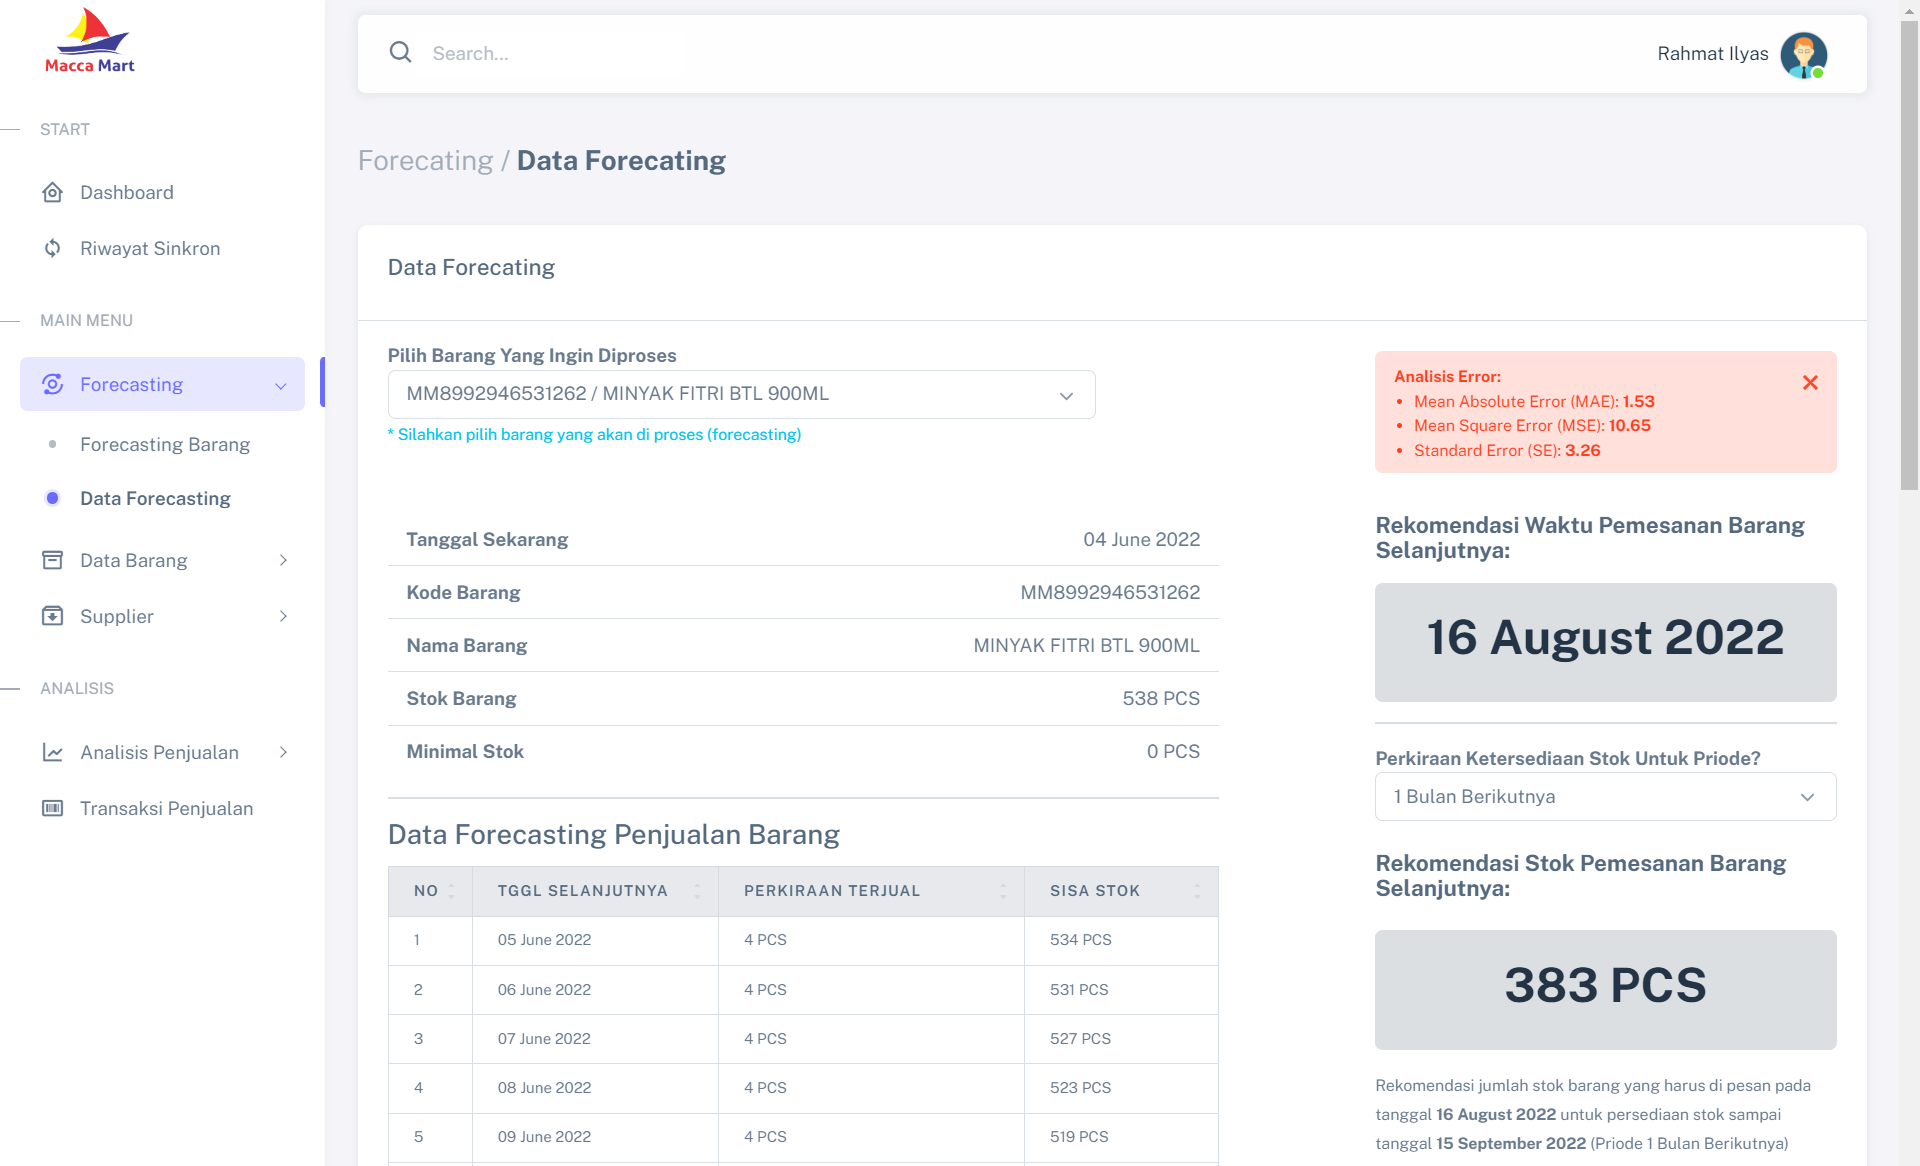 Macca Mart
START
Dashboard
Riwayat Sinkron
MAIN MENU
Forecasting
Forecasting Barang
Data Forecasting
Data Barang
Supplier
ANALISIS
Analisis Penjualan
Transaksi Penjualan
Search...
Rahmat Ilyas
Forecating / Data Forecating
Data Forecating
Pilih Barang Yang Ingin Diproses
MM8992946531262 / MINYAK FITRI BTL 900ML
* Silahkan pilih barang yang akan di proses (forecasting)
Tanggal Sekarang 04 June 2022
Kode Barang MM8992946531262
Nama Barang MINYAK FITRI BTL 900ML
Stok Barang 538 PCS
Minimal Stok 0 PCS
Data Forecasting Penjualan Barang
NO TGGL SELANJUTNYA PERKIRAAN TERJUAL SISA STOK
1 05 June 2022 4 PCS 534 PCS
2 06 June 2022 4 PCS 531 PCS
3 07 June 2022 4 PCS 527 PCS
4 08 June 2022 4 PCS 523 PCS
5 09 June 2022 4 PCS 519 PCS
Analisis Error:
• Mean Absolute Error (MAE): 1.53
• Mean Square Error (MSE): 10.65
• Standard Error (SE): 3.26
Rekomendasi Waktu Pemesanan Barang
Selanjutnya:
16 August 2022
Perkiraan Ketersediaan Stok Untuk Priode?
1 Bulan Berikutnya
Rekomendasi Stok Pemesanan Barang
Selanjutnya:
383 PCS
Rekomendasi jumlah stok barang yang harus di pesan pada
tanggal 16 August 2022 untuk persediaan stok sampai
tanggal 15 September 2022 (Priode 1 Bulan Berikutnya)